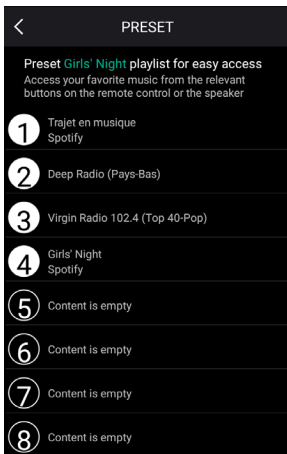 PRESET
Preset Girls' Night playlist for easy access
Access your favorite music from the relevant
buttons on the remote control or the speaker
1
Trajet en musique
Spotify
2
Deep Radio (Pays-Bas)
3
Virgin Radio 102.4 (Top 40-Pop)
4
Girls' Night
Spotify
5
Content is empty
6
Content is empty
7
Content is empty
8
Content is empty